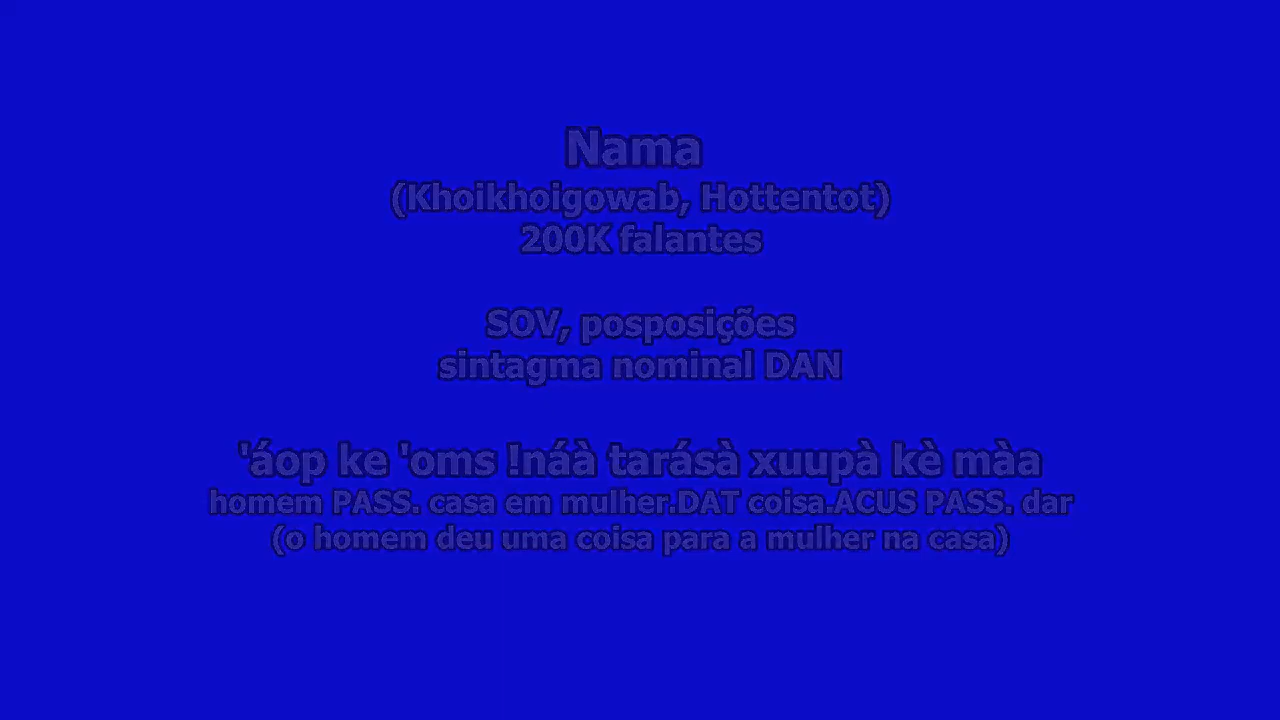 Nama
(Khoikhoigowab, Hottentot)
200K falantes
SOV, posposições
sintagma nominal DAN
'áop ke 'oms !náà tarásà xuupà kè màa
homem PASS. casa em mulher.DAT coisa.ACUS PASS. dar
(o homem deu uma coisa para a mulher na casa)